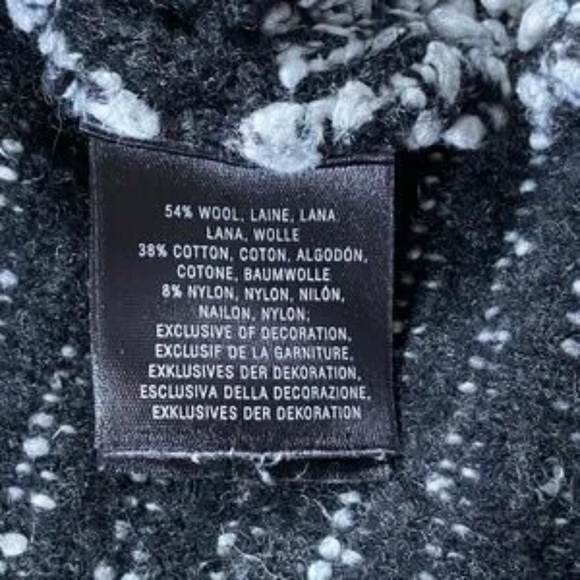 54% WOOL, LAINE, LANA
LANA, WOLLE
38% COTTON, COTON, ALGODÓN,
COTONE, BAUMWOLLE
8% NYLON, NYLON, NILÓN,
NAILON, NYLON;
EXCLUSIVE OF DECORATION,
EXCLUSIF DE LA GARNITURE,
EXKLUSIVES DER DEKORATION,
ESCLUSIVA DELLA DECORAZIONE,
EXKLUSIVES DER DEKORATION